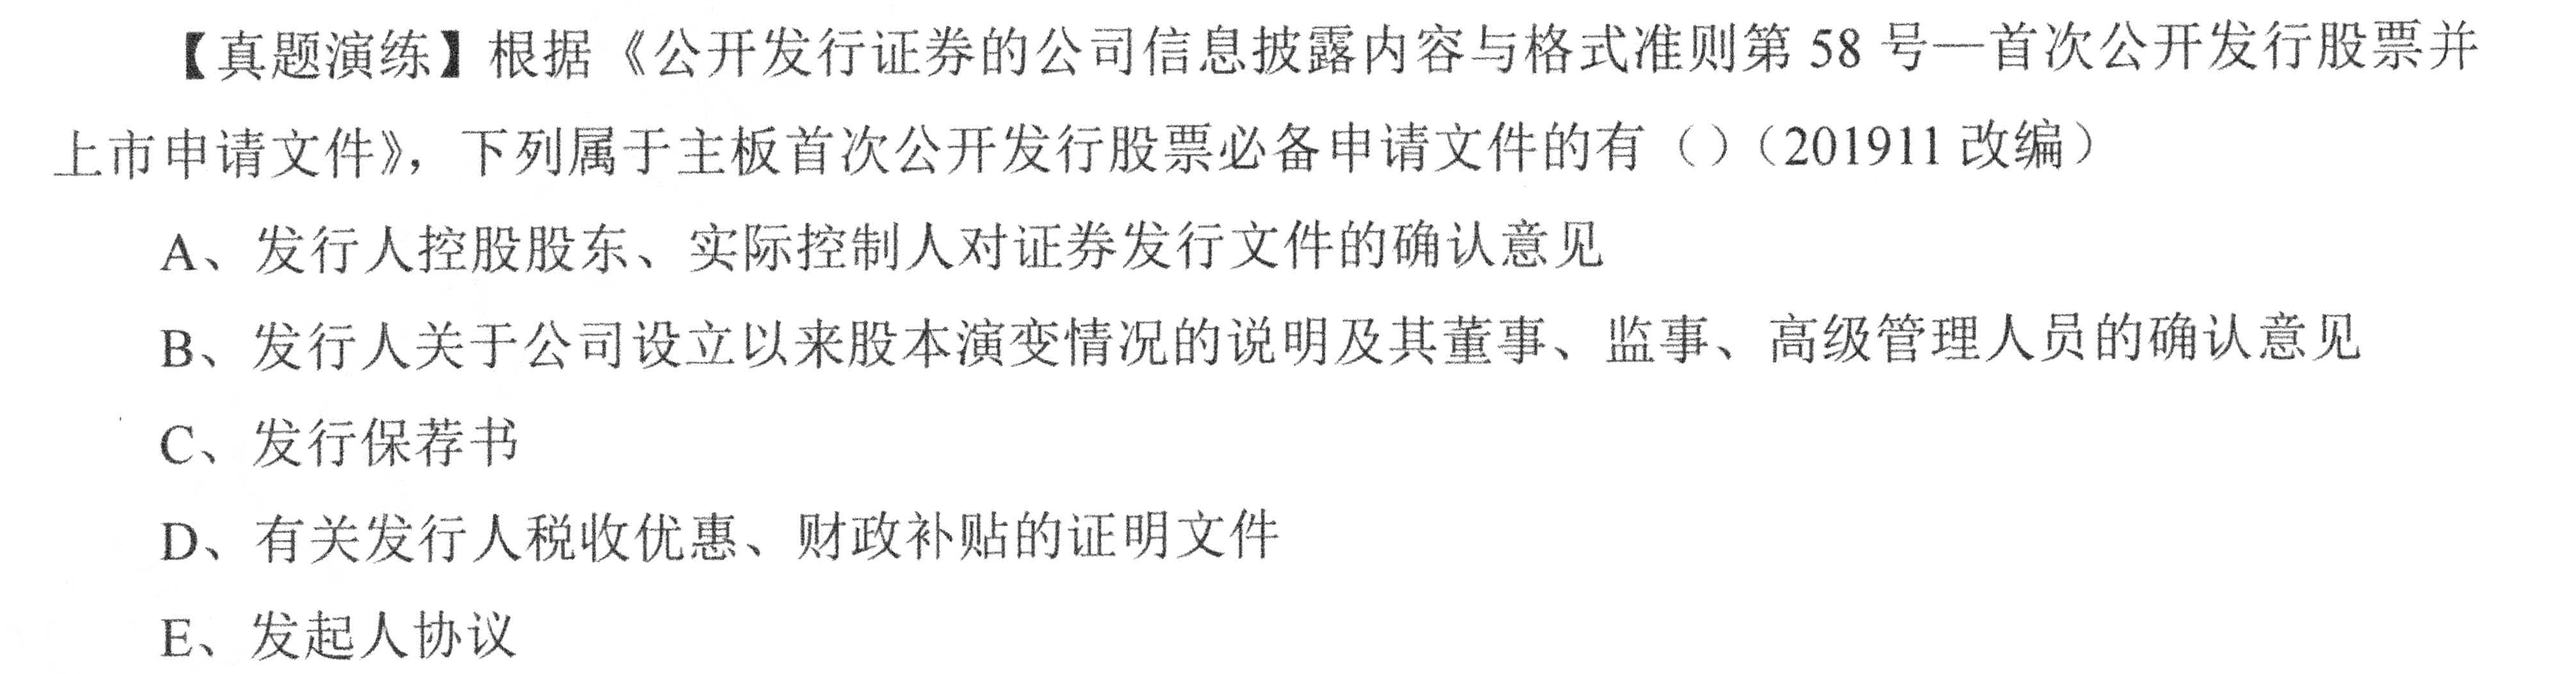 【真题演练】根据《公开发行证券的公司信息披露内容与格式准则第 58 号—首次公开发行股票并
上市申请文件》，下列属于主板首次公开发行股票必备申请文件的有（）（201911 改编）
A、发行人控股股东、实际控制人对证券发行文件的确认意见
B、发行人关于公司设立以来股本演变情况的说明及其董事、监事、高级管理人员的确认意见
C、发行保荐书
D、有关发行人税收优惠、财政补贴的证明文件
E、发起人协议